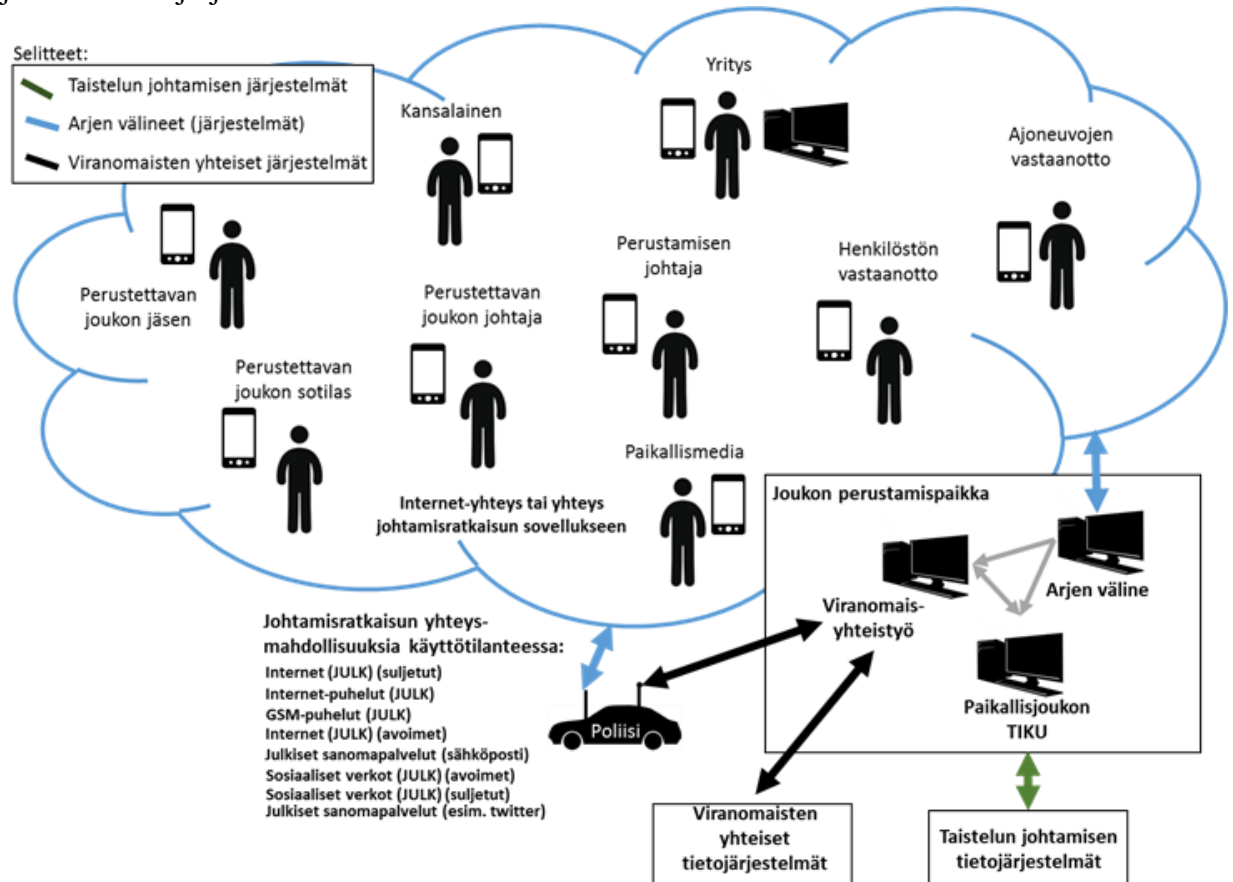 Selitteet:
Taistelun johtamisen järjestelmät
Arjen välineet (järjestelmät)
Viranomaisten yhteiset järjestelmät
Kansalainen
Yritys
Ajoneuvojen
vastaanotto
Perustettavan
joukon jäsen
Perustettavan
joukon johtaja
Perustamisen
johtaja
Henkilöstön
vastaanotto
Perustettavan
joukon sotilas
Paikallismedia
Internet-yhteys tai yhteys
johtamisratkaisun sovellukseen
Joukon perustamispaikka
Arjen väline
Viranomais-
yhteistyö
Paikallisjoukon
TIKU
Johtamisratkaisun yhteys-
mahdollisuuksia käyttötilanteessa:
Internet (JULK) (suljetut)
Internet-puhelut (JULK)
GSM-puhelut (JULK)
Internet (JULK) (avoimet)
Julkiset sanomapalvelut (sähköposti)
Sosiaaliset verkot (JULK) (avoimet)
Sosiaaliset verkot (JULK) (suljetut)
Julkiset sanomapalvelut (esim. twitter)
Poliisi
Viranomaisten
yhteiset
tietojärjestelmät
Taistelun johtamisen
tietojärjestelmät